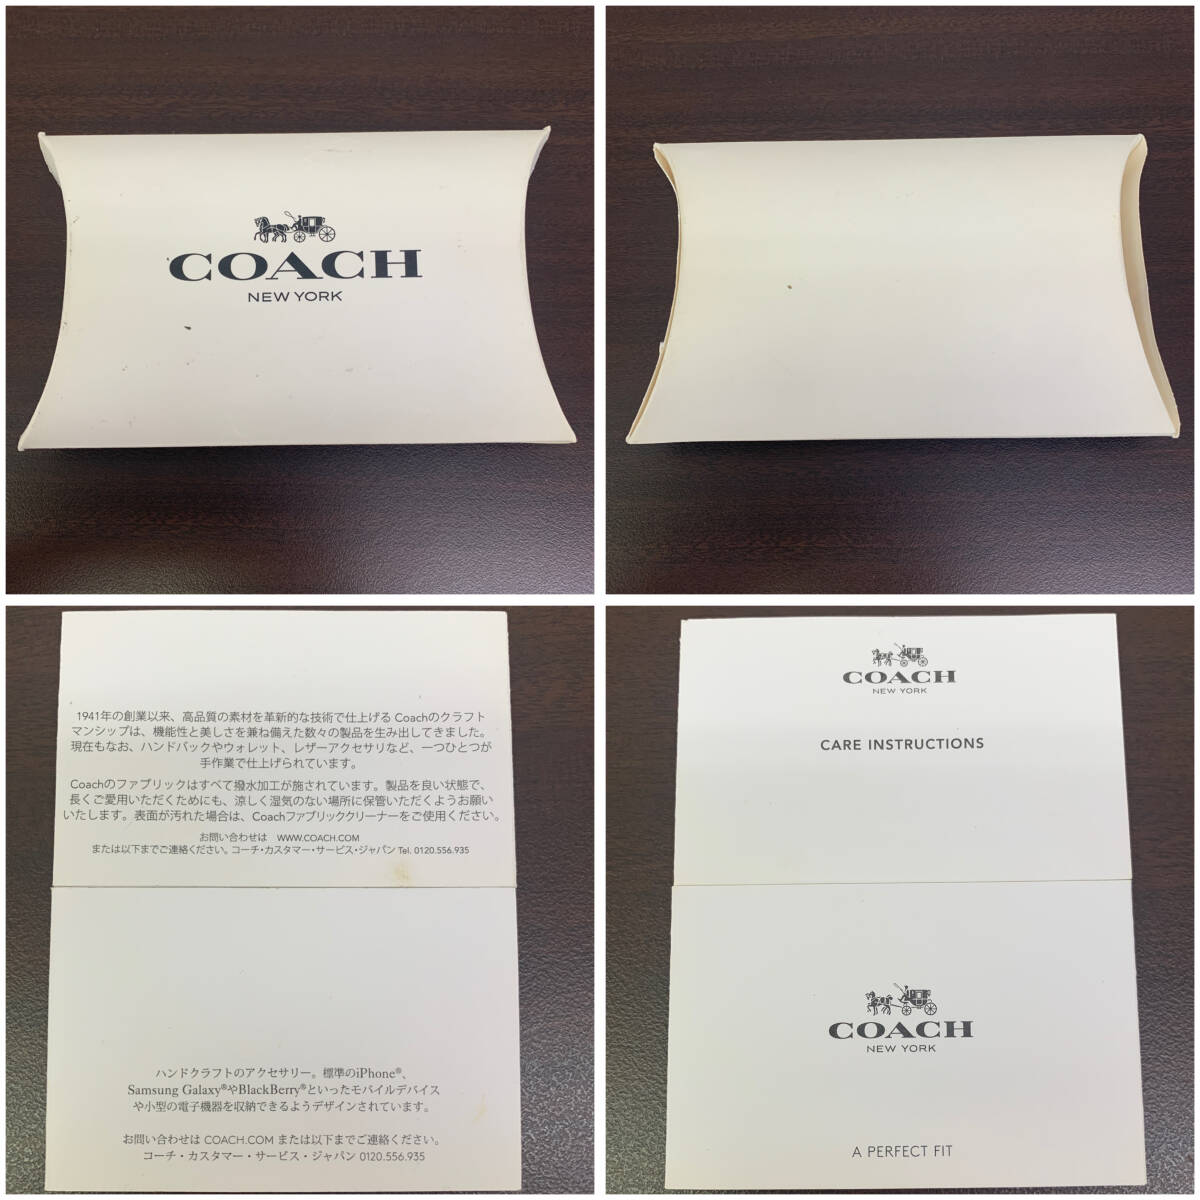 COACH
NEW YORK
1941年の創業以来、高品質の素材を革新的な技術で仕上げる Coachのクラフト
マンシップは、機能性と美しさを兼ね備えた数々の製品を生み出してきました。
現在もなお、ハンドバックやウォレット、レザーアクセサリなど、一つひとつが
手作業で仕上げられています。
Coachのファブリックはすべて撥水加工が施されています。製品を良い状態で、
長くご愛用いただくためにも、涼しく湿気のない場所に保管いただくようお願い
いたします。表面が汚れた場合は、Coachファブリッククリーナーをご使用ください。
お問い合わせは WWW.COACH.COM
または以下までご連絡ください。コーチ・カスタマー・サービス・ジャパン Tel. 0120.556.935
ハンドクラフトのアクセサリー。標準のiPhone®、
Samsung Galaxy®やBlackBerry®といったモバイルデバイス
や小型の電子機器を収納できるようデザインされています。
お問い合わせは COACH.COM または以下までご連絡ください。
コーチ・カスタマー・サービス・ジャパン 0120.556.935
COACH
NEW YORK
CARE INSTRUCTIONS
COACH
NEW YORK
A PERFECT FIT